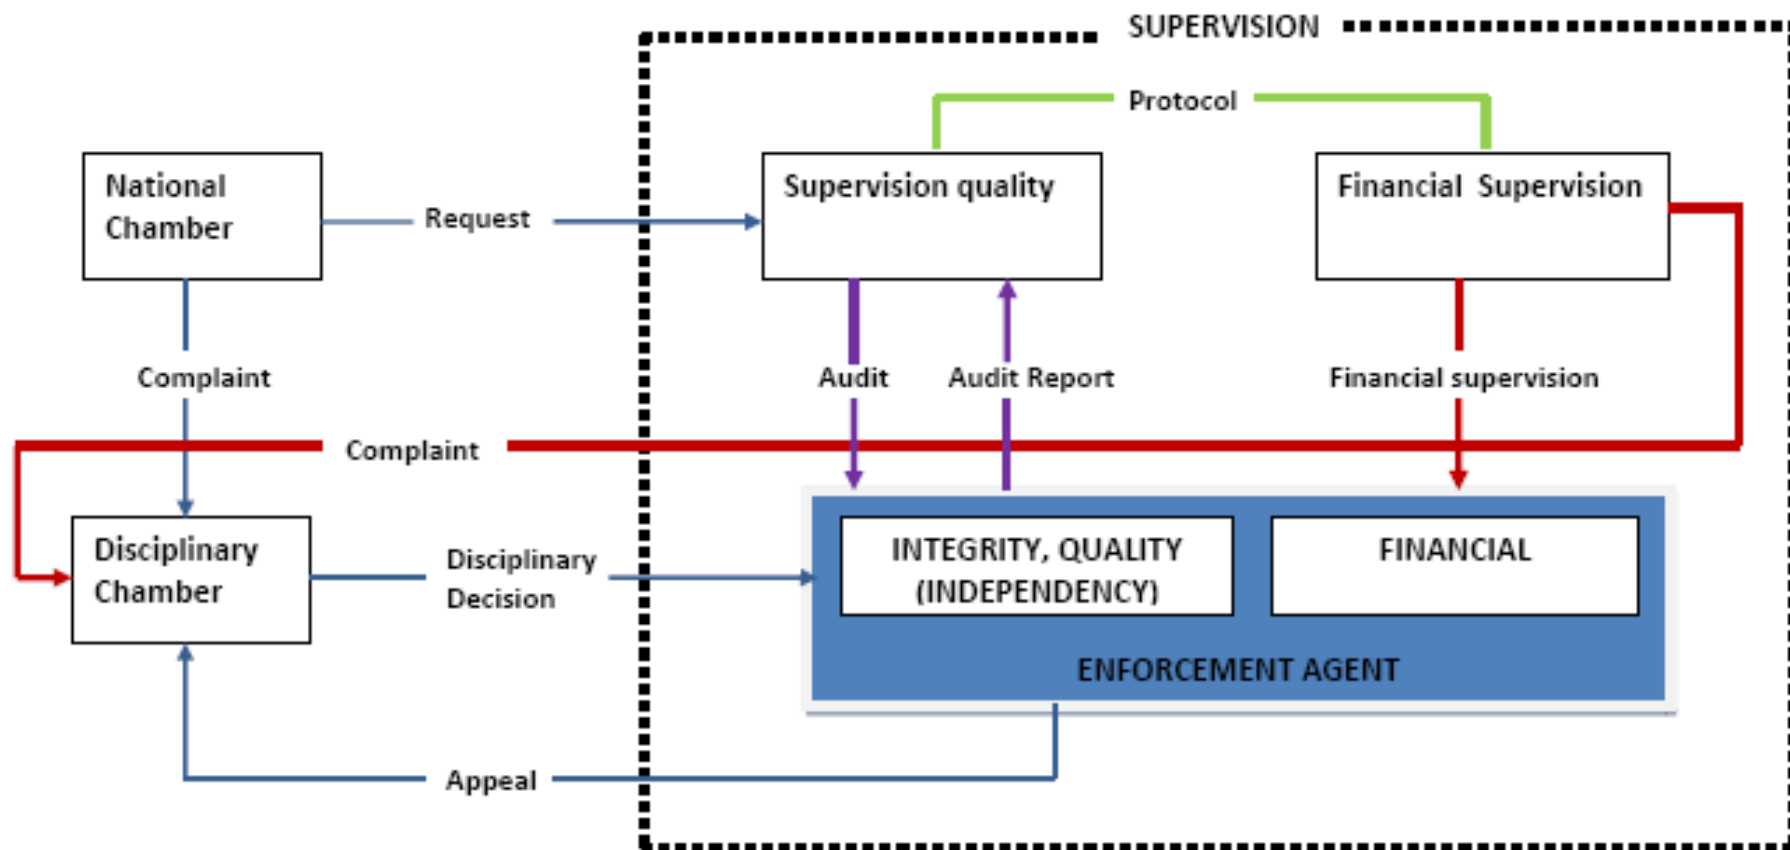 SUPERVISION
Protocol
National
Chamber
Request
Supervision quality
Financial Supervision
Complaint
Audit
Audit Report
Financial supervision
Complaint
Disciplinary
Chamber
Disciplinary
Decision
INTEGRITY, QUALITY
(INDEPENDENCY)
FINANCIAL
ENFORCEMENT AGENT
Appeal